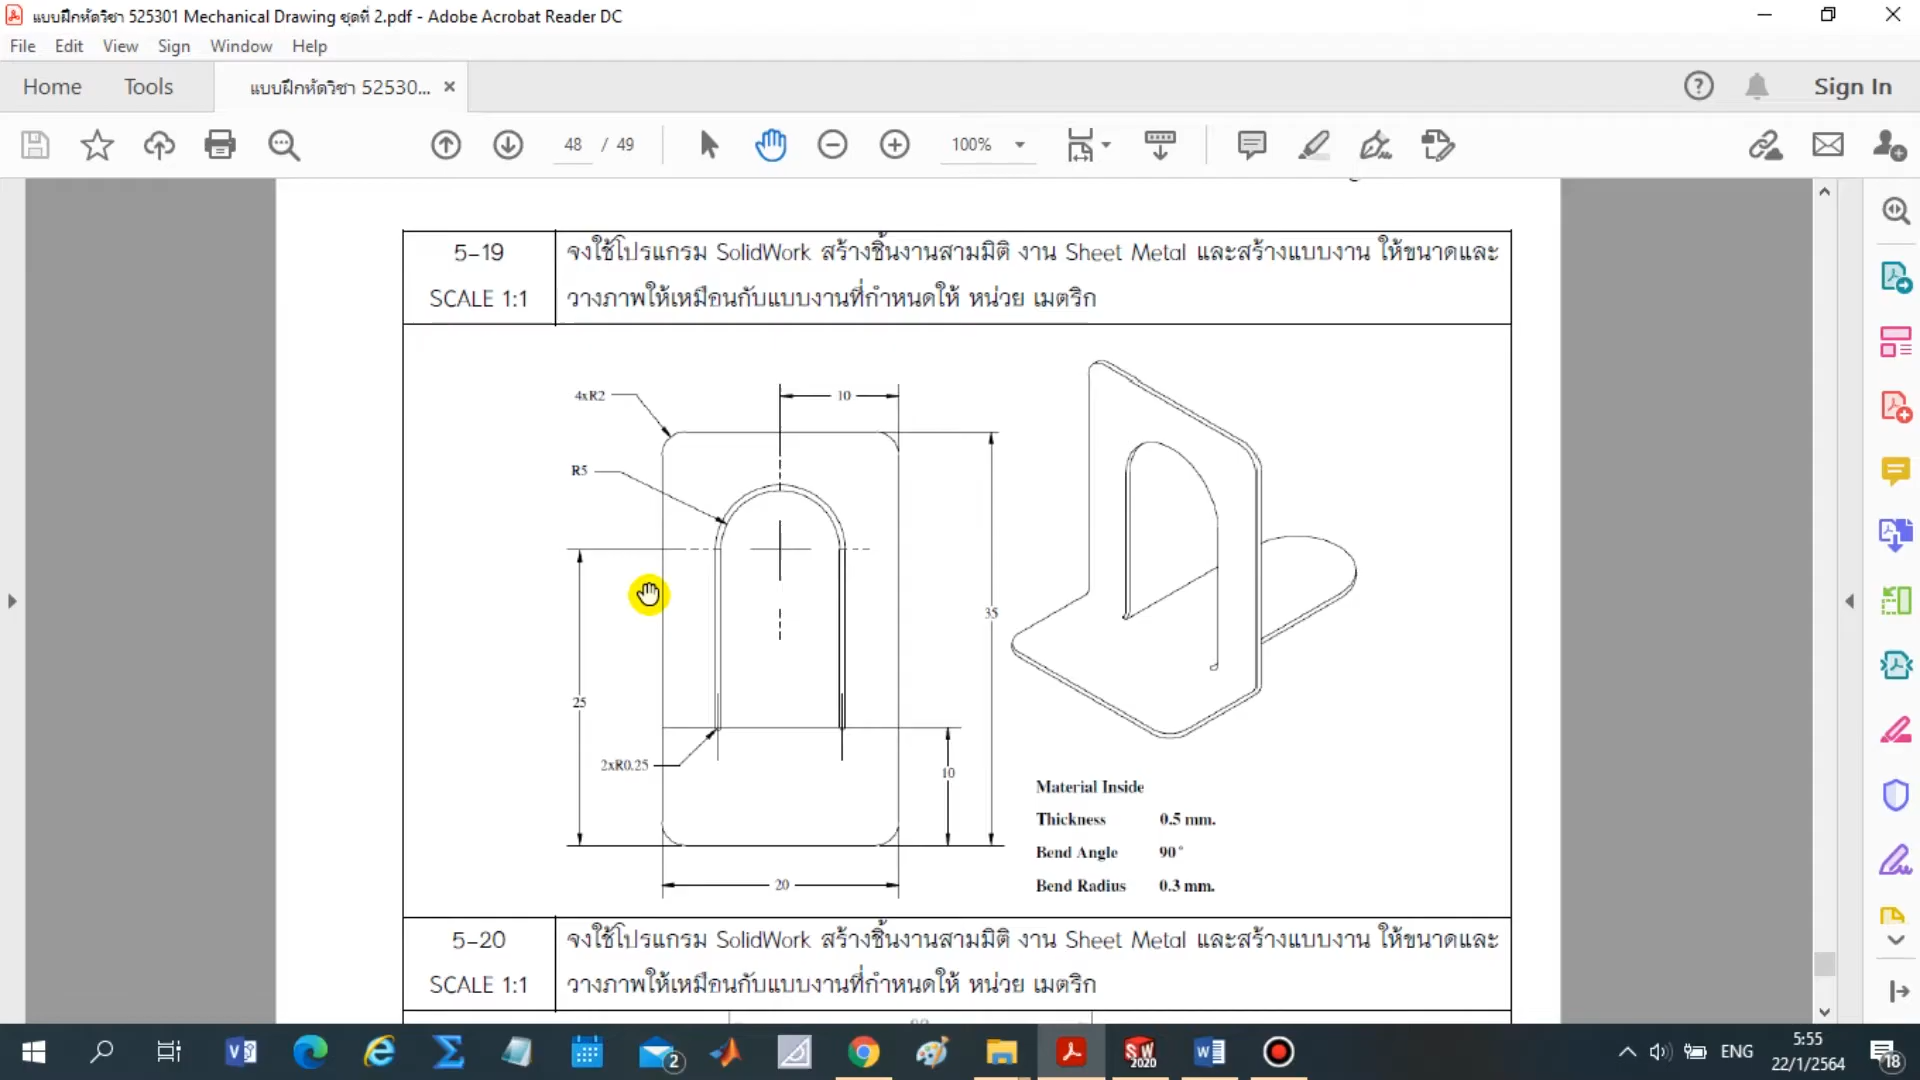 แบบฝึกหัดวิชา 525301 Mechanical Drawing ชุดที่ 2.pdf - Adobe Acrobat Reader DC
File Edit View Sign Window Help
Home Tools แบบฝึกหัดวิชา 52530... × Sign In
48 / 49 100%
5-19 จงใช้โปรแกรม SolidWork สร้างชิ้นงานสามมิติ งาน Sheet Metal และสร้างแบบงาน ให้ขนาดและ
SCALE 1:1 วางภาพให้เหมือนกับแบบงานที่กำหนดให้ หน่วย เมตริก
4xR2
10
R5
35
25
2xR0.25
10
20
Material Inside
Thickness 0.5 mm.
Bend Angle 90°
Bend Radius 0.3 mm.
5-20 จงใช้โปรแกรม SolidWork สร้างชิ้นงานสามมิติ งาน Sheet Metal และสร้างแบบงาน ให้ขนาดและ
SCALE 1:1 วางภาพให้เหมือนกับแบบงานที่กำหนดให้ หน่วย เมตริก
2
SW 2020
ENG
5:55
22/1/2564
18